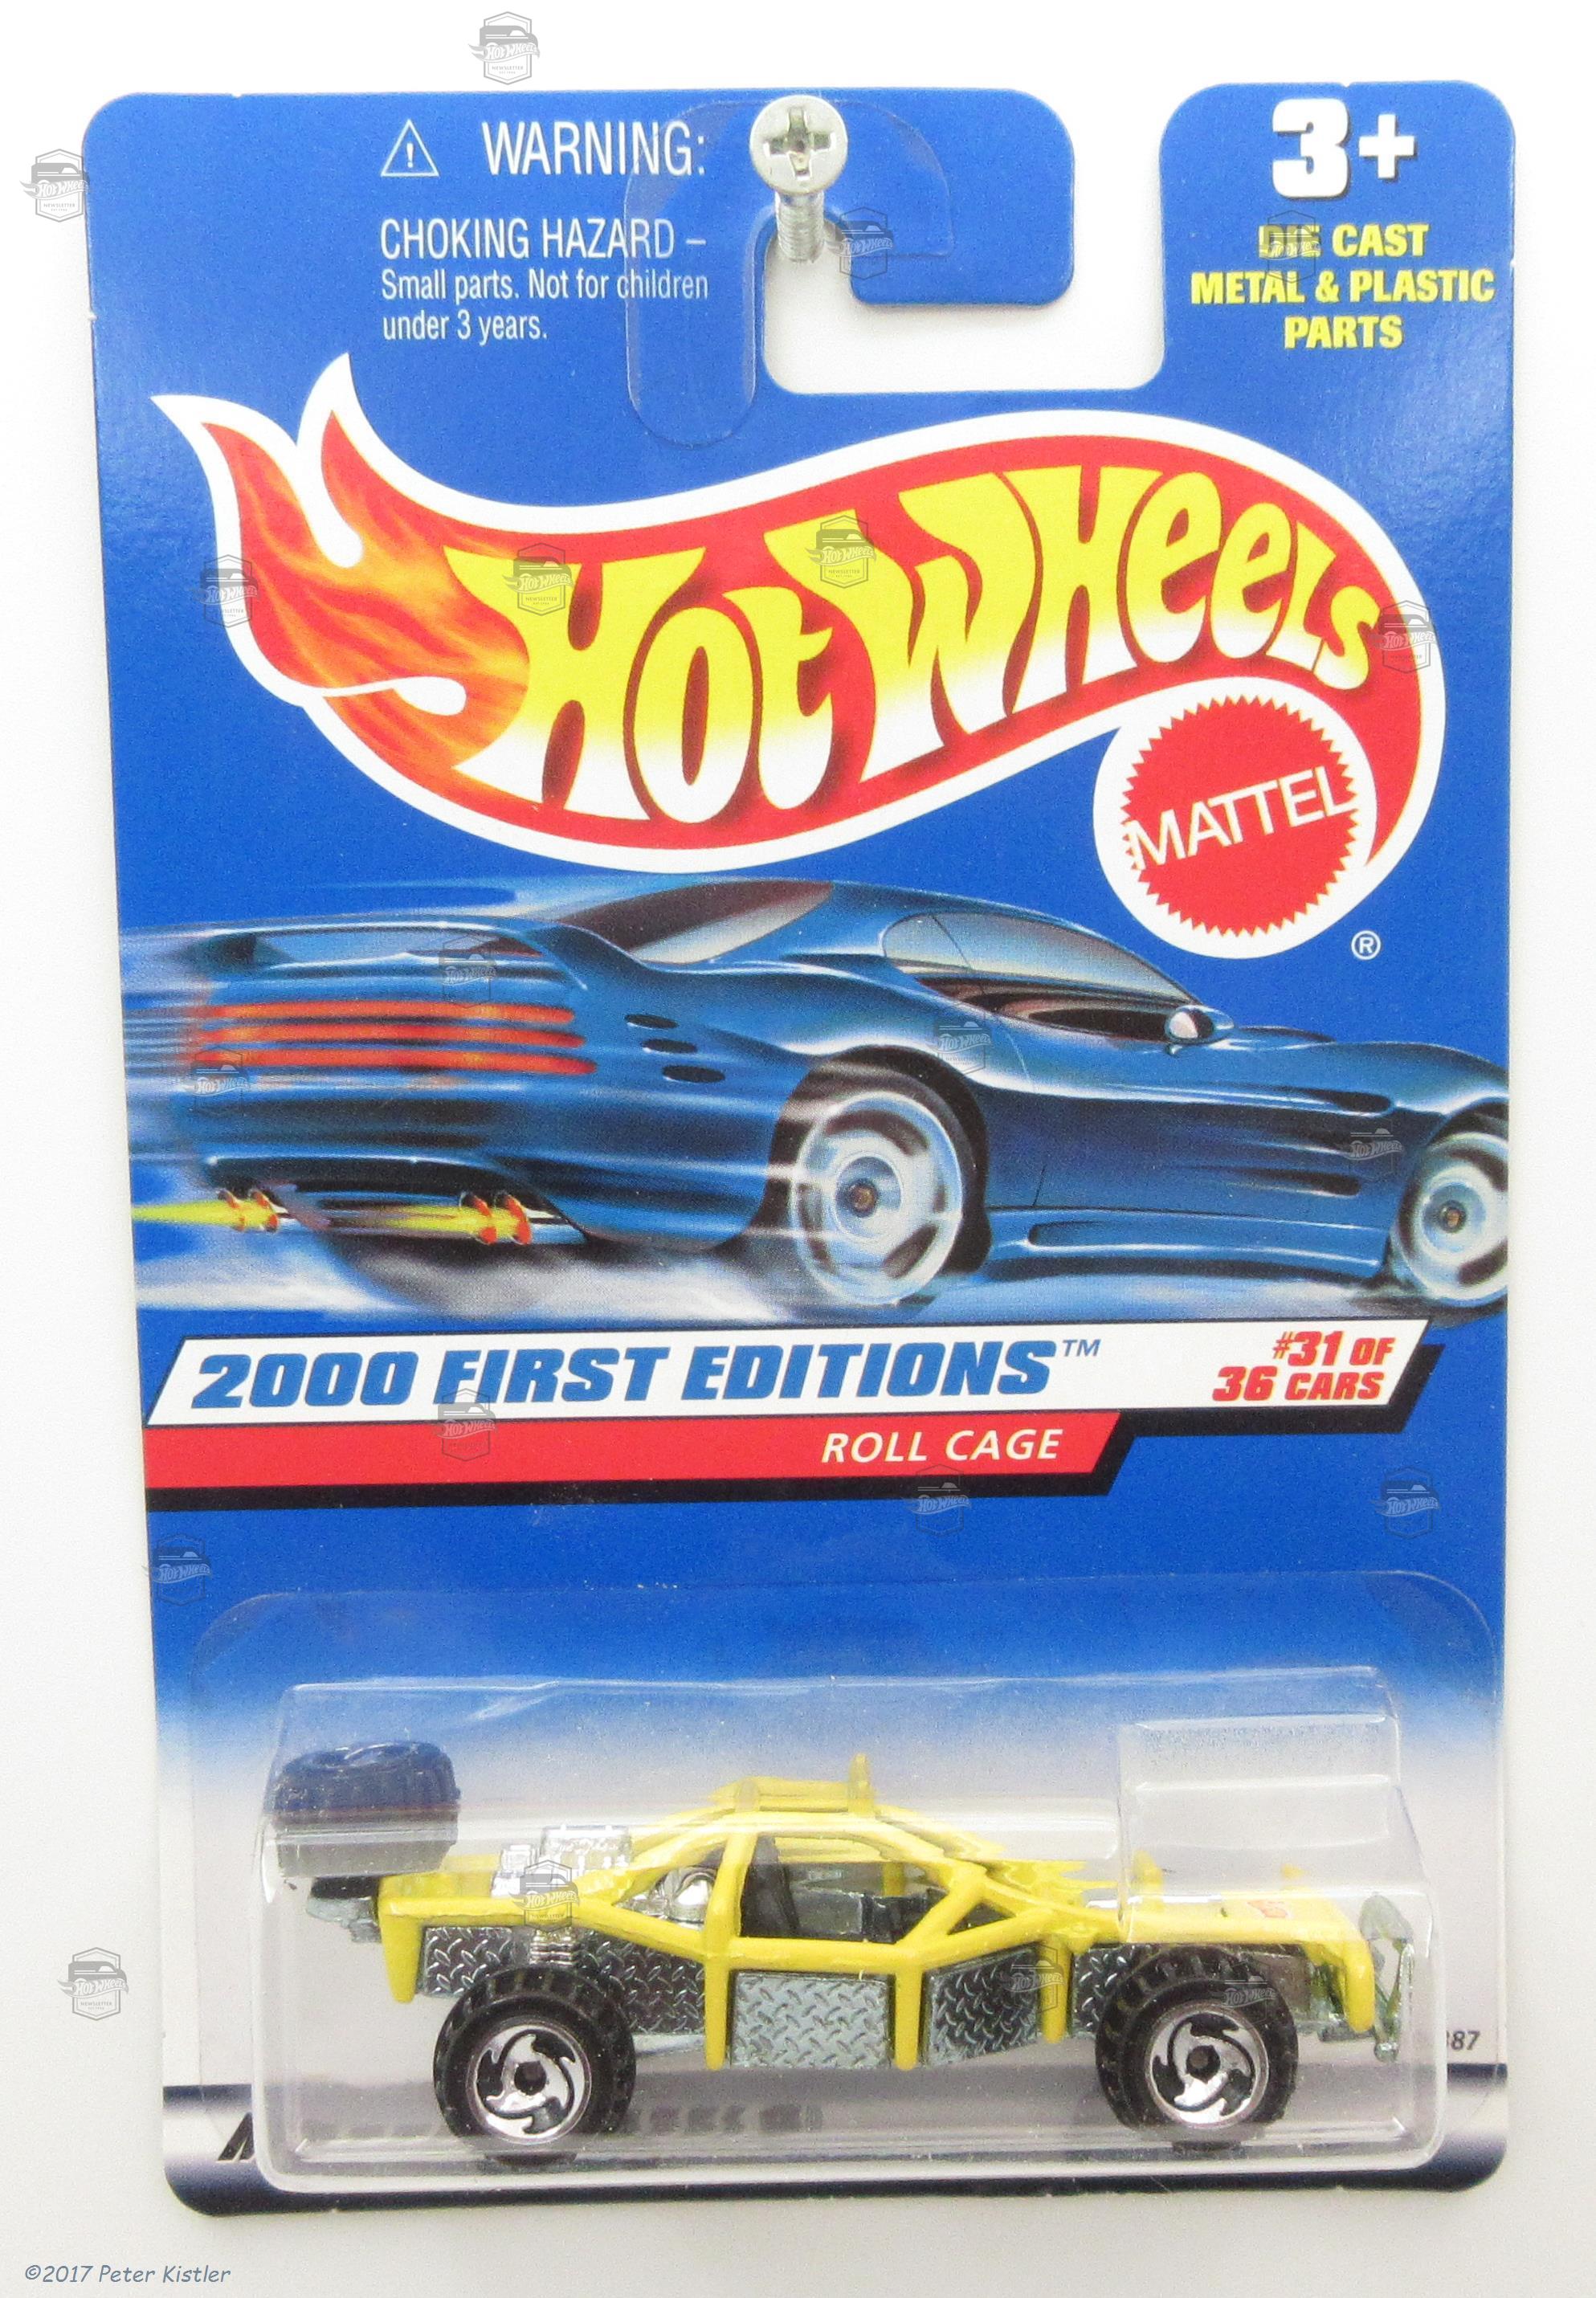 WARNING:
CHOKING HAZARD –
Small parts. Not for children
under 3 years.
3+
DIE CAST
METAL & PLASTIC
PARTS
HOT WHEELS
MATTEL
®
2000 FIRST EDITIONS™
#31 OF
36 CARS
ROLL CAGE
387
©2017 Peter Kistler